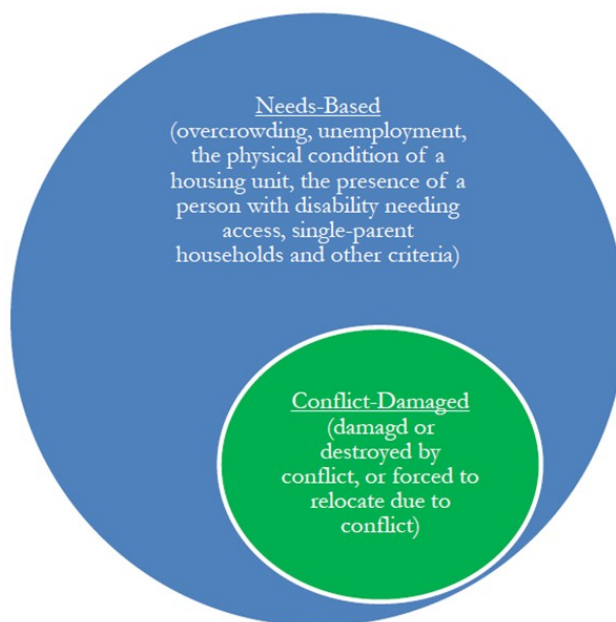 Needs-Based
(overcrowding, unemployment,
the physical condition of a
housing unit, the presence of a
person with disability needing
access, single-parent
households and other criteria)
Conflict-Damaged
(damagd or
destroyed by
conflict, or forced to
relocate due to
conflict)